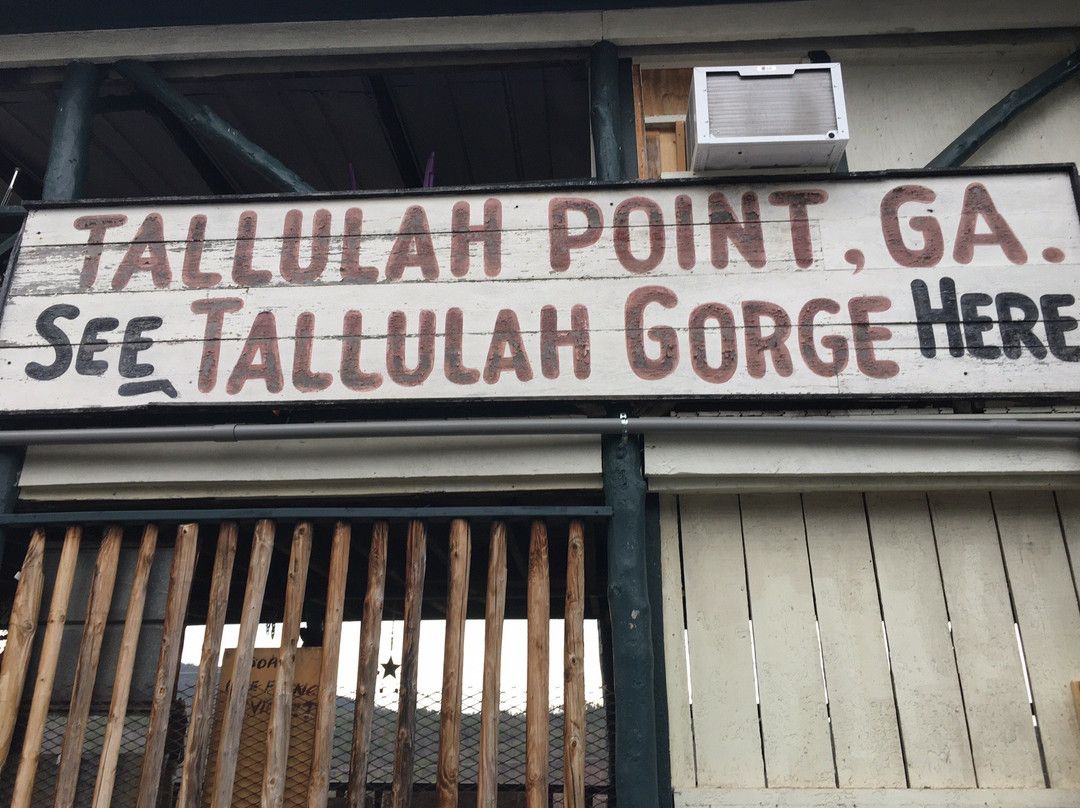 TALLULAH POINT, GA.
SEE TALLULAH GORGE HERE